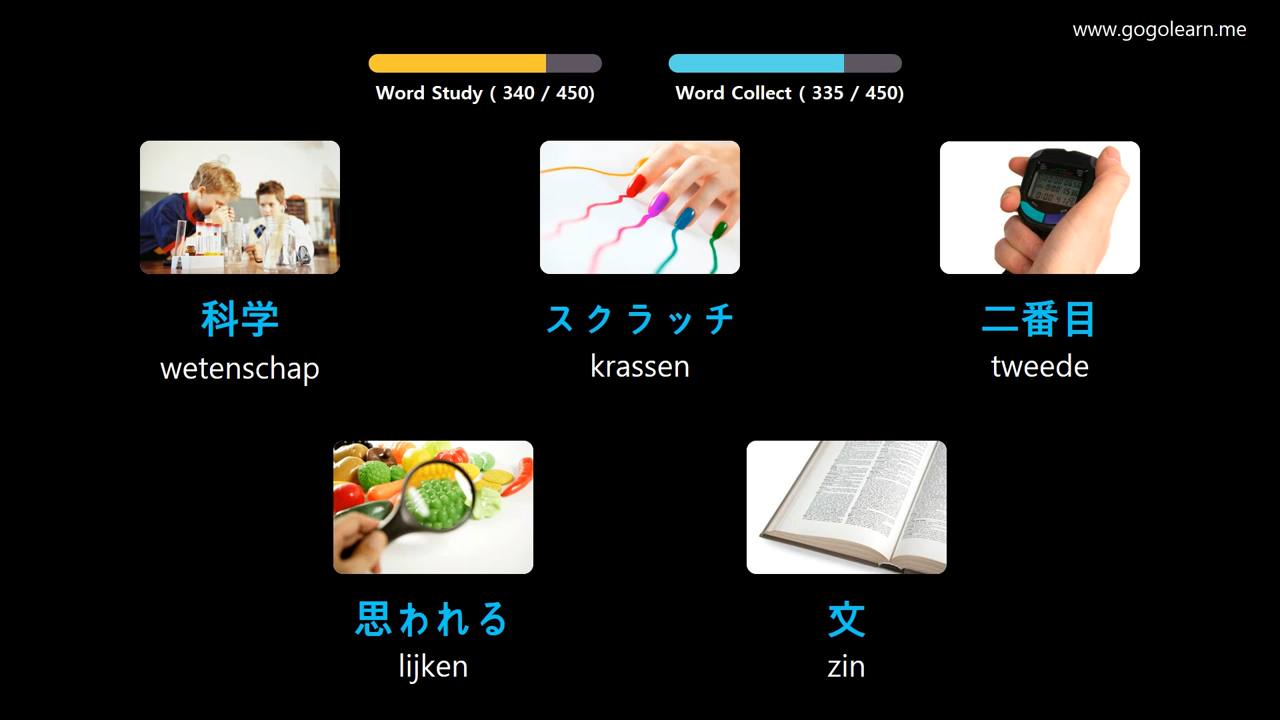 www.gogolearn.me
Word Study ( 340 / 450)
Word Collect ( 335 / 450)
科学
wetenschap
スクラッチ
krassen
二番目
tweede
思われる
lijken
文
zin